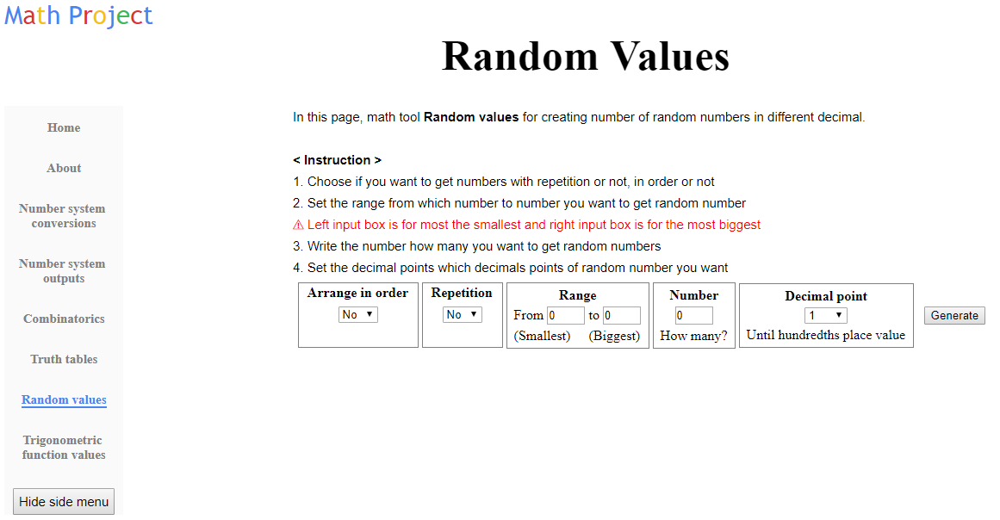 Math Project
Random Values
Home
About
Number system
conversions
Number system
outputs
Combinatorics
Truth tables
Random values
Trigonometric
function values
Hide side menu
In this page, math tool Random values for creating number of random numbers in different decimal.
< Instruction >
1. Choose if you want to get numbers with repetition or not, in order or not
2. Set the range from which number to number you want to get random number
⚠ Left input box is for most the smallest and right input box is for the most biggest
3. Write the number how many you want to get random numbers
4. Set the decimal points which decimals points of random number you want
Arrange in order
No
Repetition
No
Range
From 0 to 0
(Smallest) (Biggest)
Number
0
How many?
Decimal point
1
Until hundredths place value
Generate